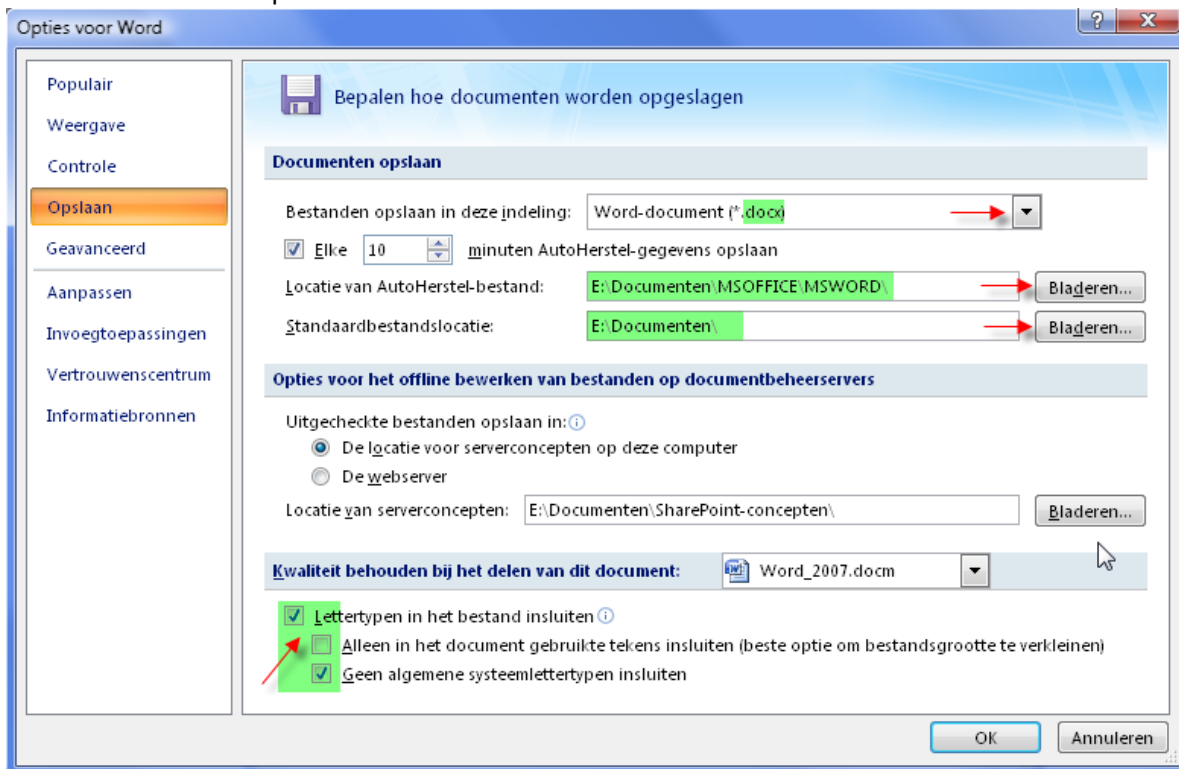 Opties voor Word
Populair
Weergave
Controle
Opslaan
Geavanceerd
Aanpassen
Invoegtoepassingen
Vertrouwenscentrum
Informatiebronnen
Bepalen hoe documenten worden opgeslagen
Documenten opslaan
Bestanden opslaan in deze indeling: Word-document (*.docx)
Elke 10 minuten AutoHerstel-gegevens opslaan
Locatie van AutoHerstel-bestand: E:\Documenten\MSOFFICE\MSWORD\ Bladeren...
Standaardbestandslocatie: E:\Documenten\ Bladeren...
Opties voor het offline bewerken van bestanden op documentbeheerservers
Uitgecheckte bestanden opslaan in:
De locatie voor serverconcepten op deze computer
De webserver
Locatie van serverconcepten: E:\Documenten\SharePoint-concepten\ Bladeren...
Kwaliteit behouden bij het delen van dit document: Word_2007.docm
Lettertypen in het bestand insluiten
Alleen in het document gebruikte tekens insluiten (beste optie om bestandsgrootte te verkleinen)
Geen algemene systeemlettertypen insluiten
OK Annuleren